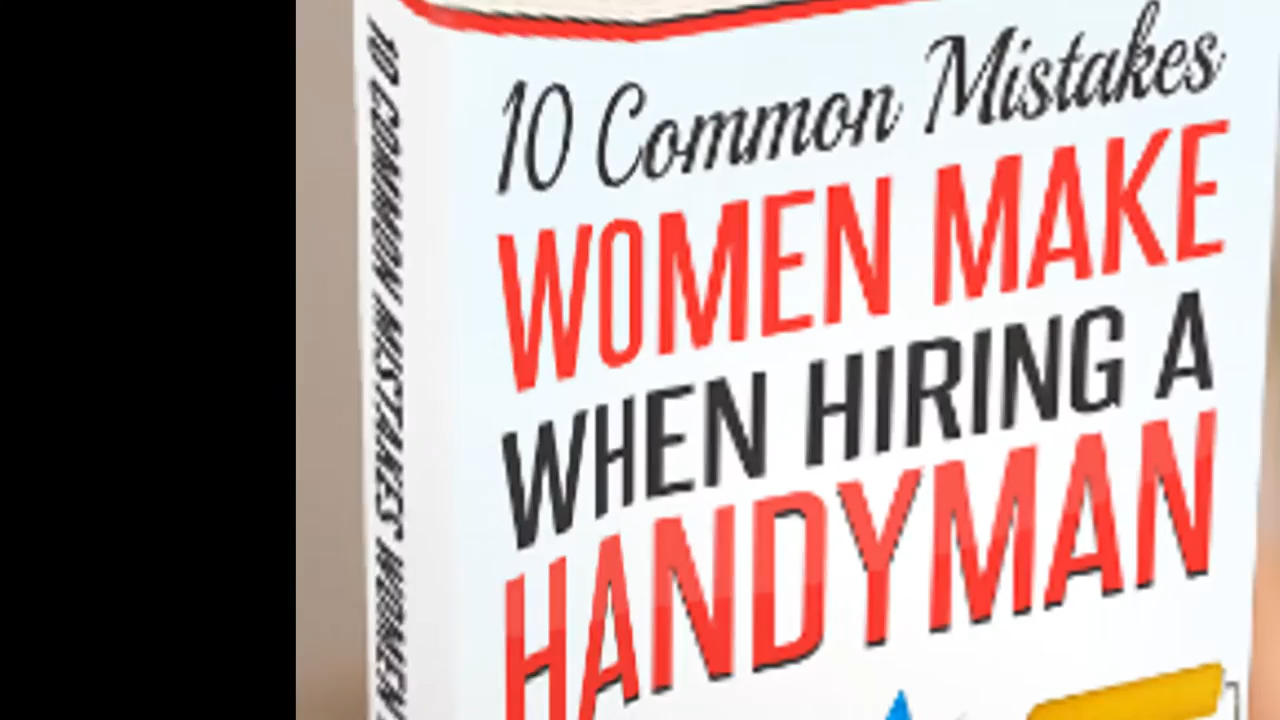 10 Common Mistakes
WOMEN MAKE
WHEN HIRING A
HANDYMAN
10 COMMON MISTAKES WOMEN